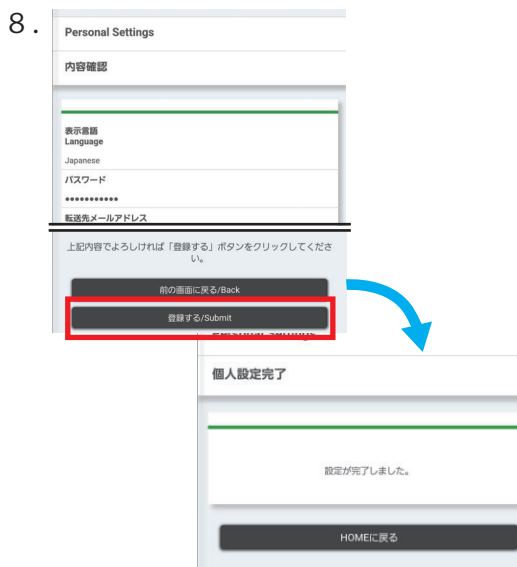 8.
Personal Settings
内容確認
表示言語
Language
Japanese
パスワード
•••••••••••
転送先メールアドレス
上記内容でよろしければ「登録する」ボタンをクリックしてくださ
い。
前の画面に戻る/Back
登録する/Submit
個人設定完了
設定が完了しました。
HOMEに戻る